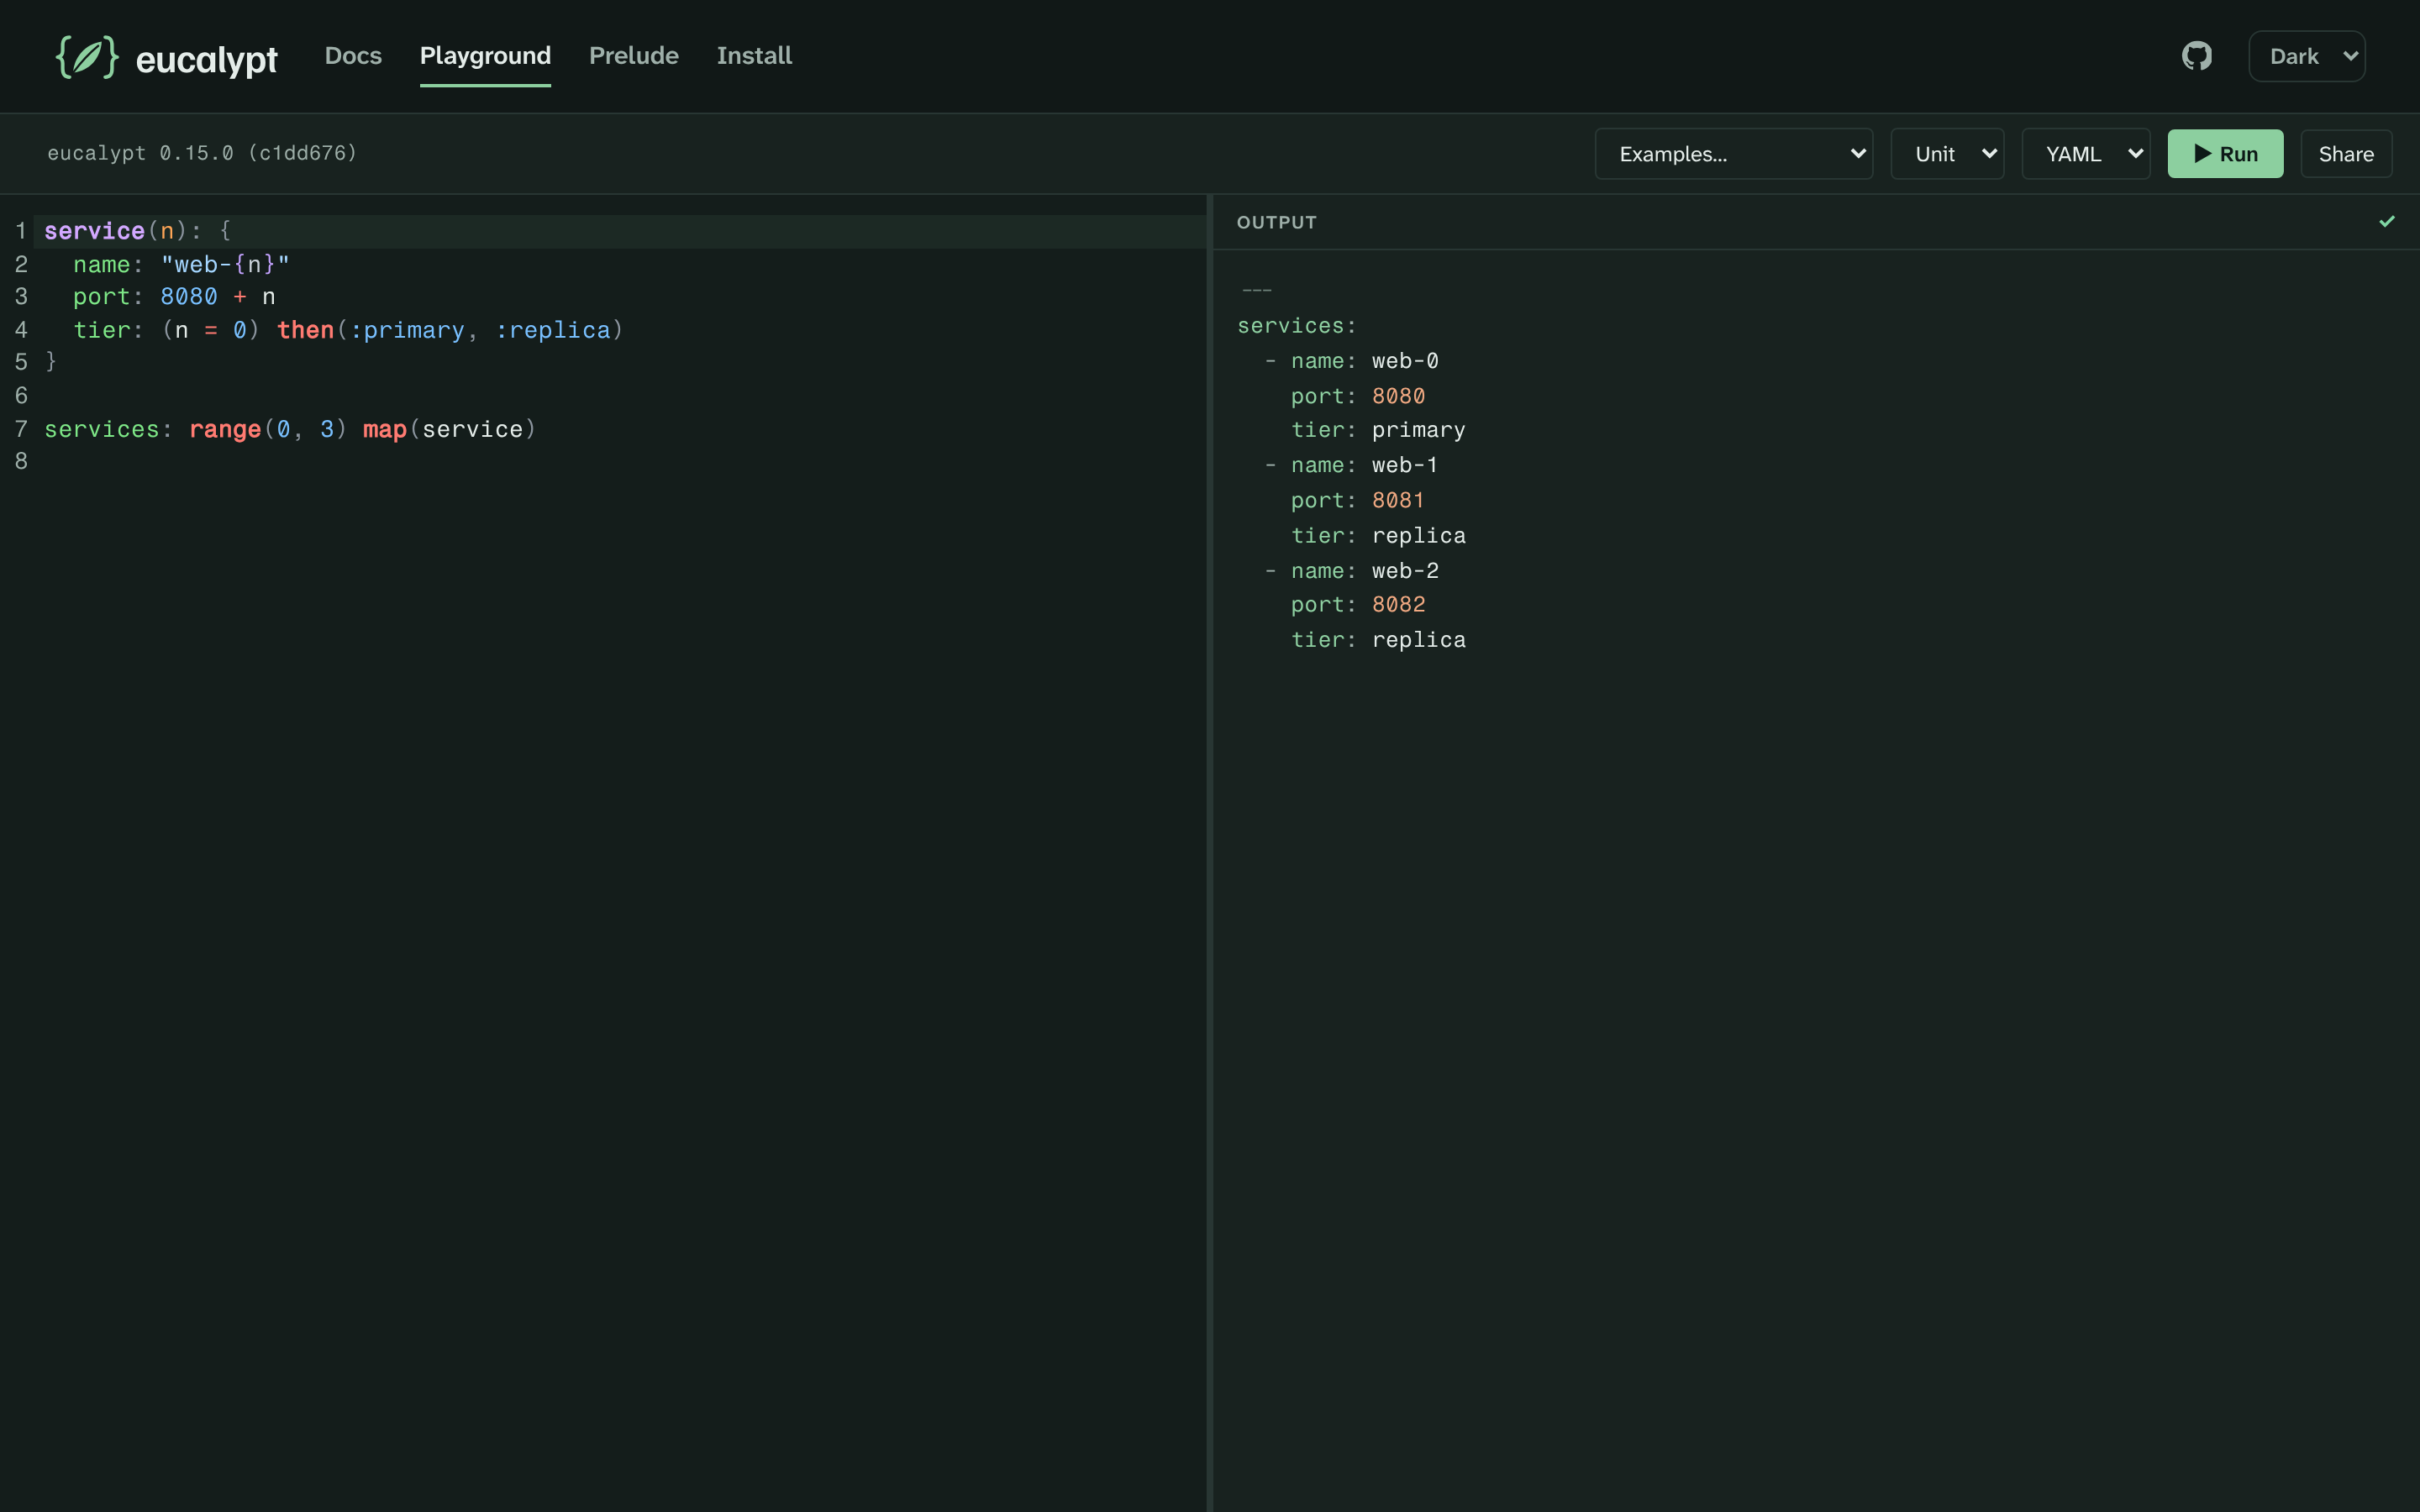 eucalypt Docs Playground Prelude Install Dark
eucalypt 0.15.0 (c1dd676) Examples... Unit YAML Run Share
1 service(n): {
2   name: "web-{n}"
3   port: 8080 + n
4   tier: (n = 0) then(:primary, :replica)
5 }
6
7 services: range(0, 3) map(service)
8
OUTPUT
---
services:
  - name: web-0
    port: 8080
    tier: primary
  - name: web-1
    port: 8081
    tier: replica
  - name: web-2
    port: 8082
    tier: replica